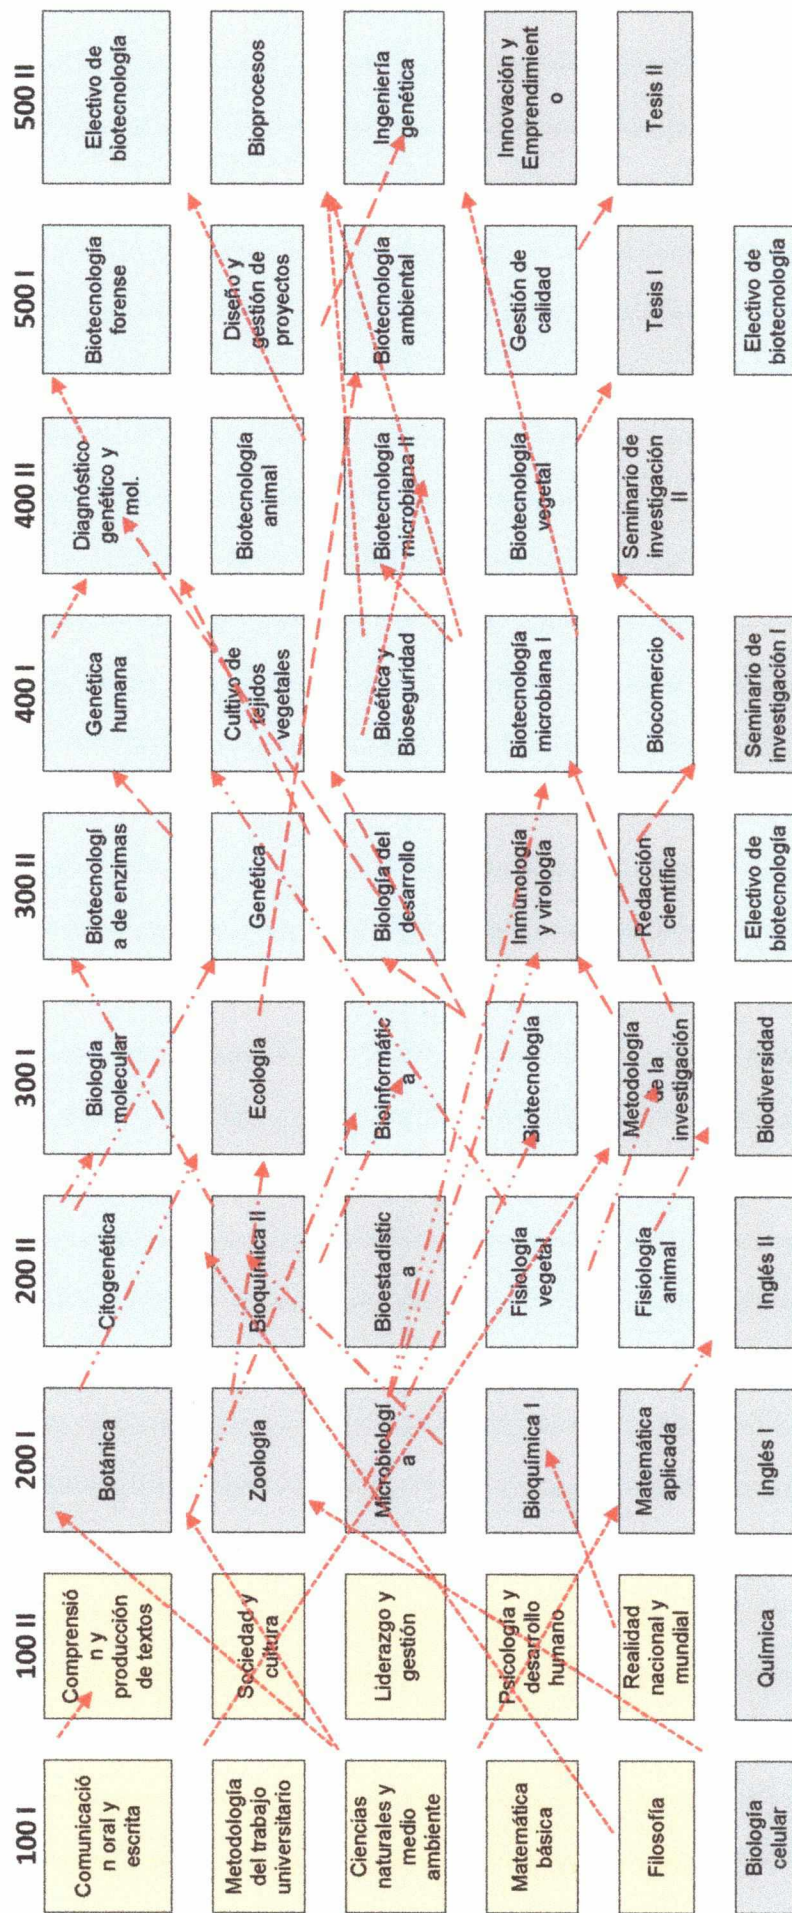 100 I
Comunicació
n oral y
escrita
Metodología
del trabajo
universitario
Ciencias
naturales y
medio
ambiente
Matemática
básica
Filosofía
Biología
celular
100 II
Comprensió
n y
producción
de textos
Sociedad y
cultura
Liderazgo y
gestión
Psicología y
desarrollo
humano
Realidad
nacional y
mundial
Química
200 I
Botánica
Zoología
Microbiologí
a
Bioquímica I
Matemática
aplicada
Inglés I
200 II
Citogenética
Bioquímica II
Bioestadístic
a
Fisiología
vegetal
Fisiología
animal
Inglés II
300 I
Biología
molecular
Ecología
Bioinformátic
a
Biotecnología
Metodología
de la
investigación
Biodiversidad
300 II
Biotecnologí
a de enzimas
Genética
Biología del
desarrollo
Inmunología
y virología
Redacción
científica
Electivo de
biotecnología
400 I
Genética
humana
Cultivo de
tejidos
vegetales
Bioética y
Bioseguridad
Biotecnología
microbiana I
Biocomercio
Seminario de
investigación I
400 II
Diagnóstico
genético y
mol.
Biotecnología
animal
Biotecnología
microbiana II
Biotecnología
vegetal
Seminario de
investigación
II
500 I
Biotecnología
forense
Diseño y
gestión de
proyectos
Biotecnología
ambiental
Gestión de
calidad
Tesis I
Electivo de
biotecnología
500 II
Electivo de
biotecnología
Bioprocesos
Ingeniería
genética
Innovación y
Emprendimient
o
Tesis II